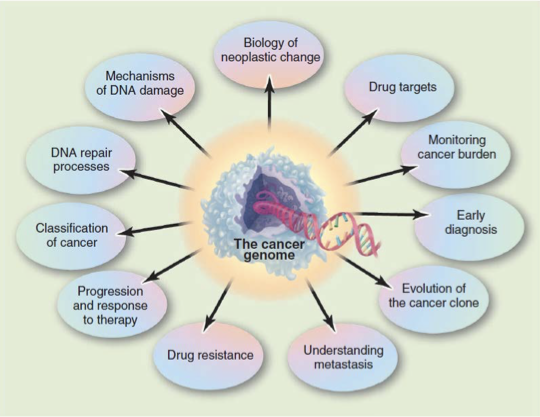 Biology of
neoplastic change
Mechanisms
of DNA damage
Drug targets
DNA repair
processes
Monitoring
cancer burden
Classification
of cancer
The cancer
genome
Early
diagnosis
Progression
and response
to therapy
Evolution of
the cancer clone
Drug resistance
Understanding
metastasis